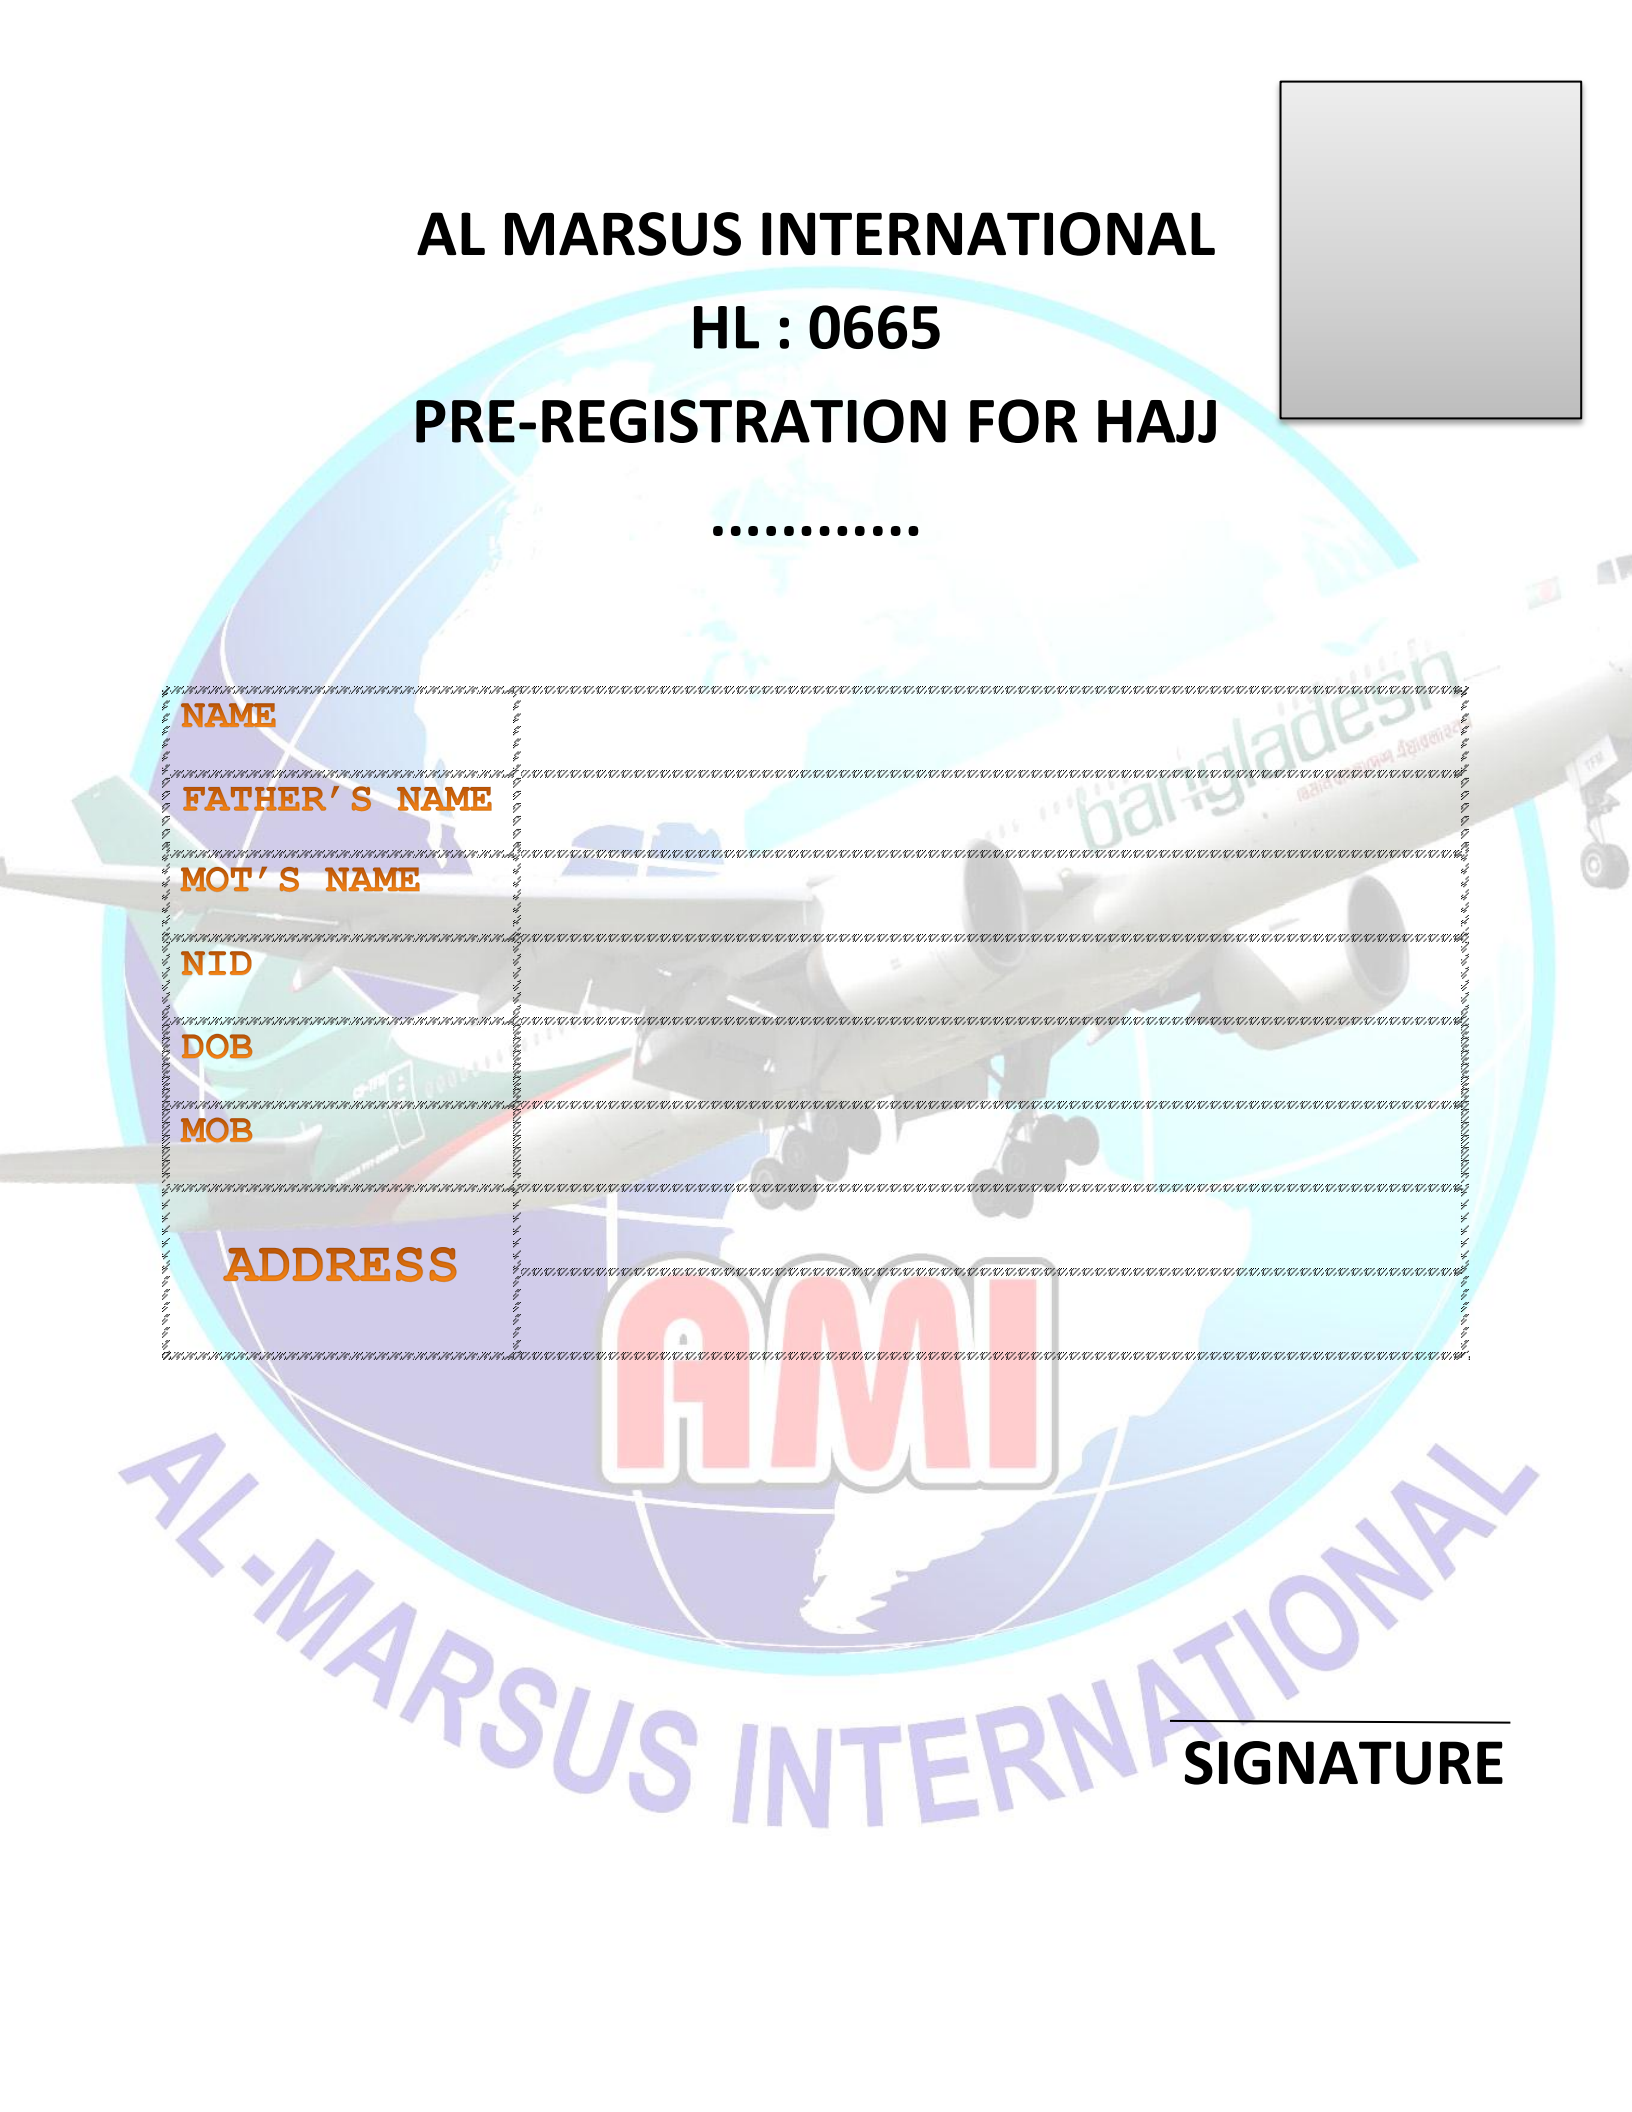 AL MARSUS INTERNATIONAL
HL : 0665
PRE-REGISTRATION FOR HAJJ
............
NAME
FATHER’S NAME
MOT’S NAME
NID
DOB
MOB
ADDRESS
bangladesh
AMI
AL-MARSUS INTERNATIONAL
SIGNATURE